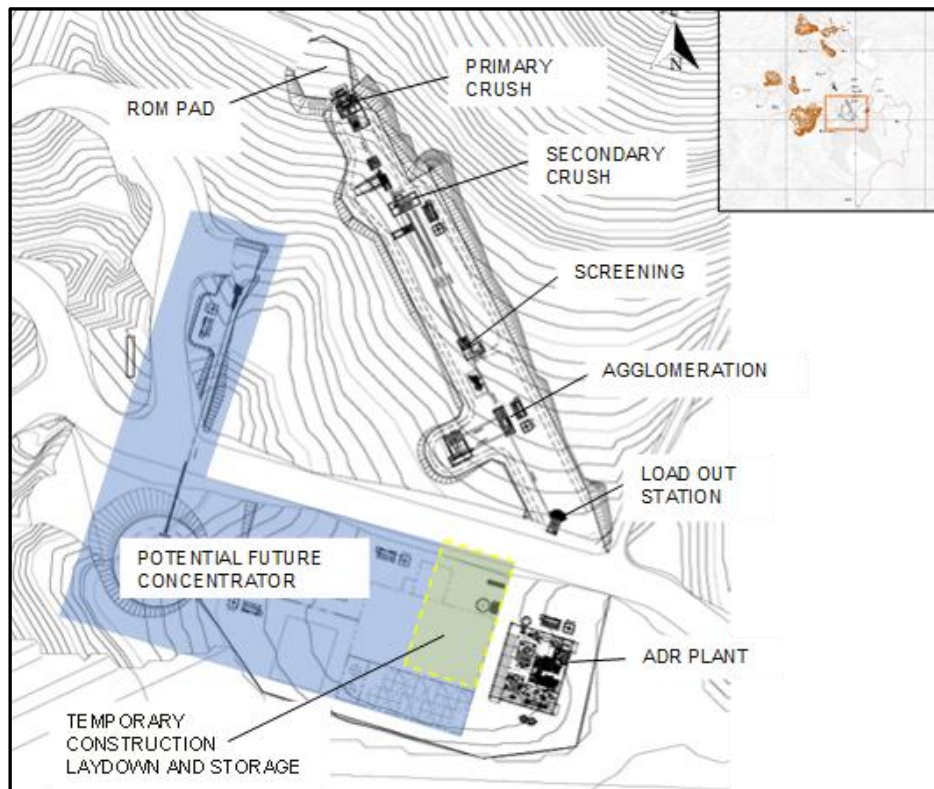 PRIMARY
CRUSH
ROM PAD
N
SECONDARY
CRUSH
SCREENING
AGGLOMERATION
LOAD OUT
STATION
POTENTIAL FUTURE
CONCENTRATOR
ADR PLANT
TEMPORARY
CONSTRUCTION
LAYDOWN AND STORAGE